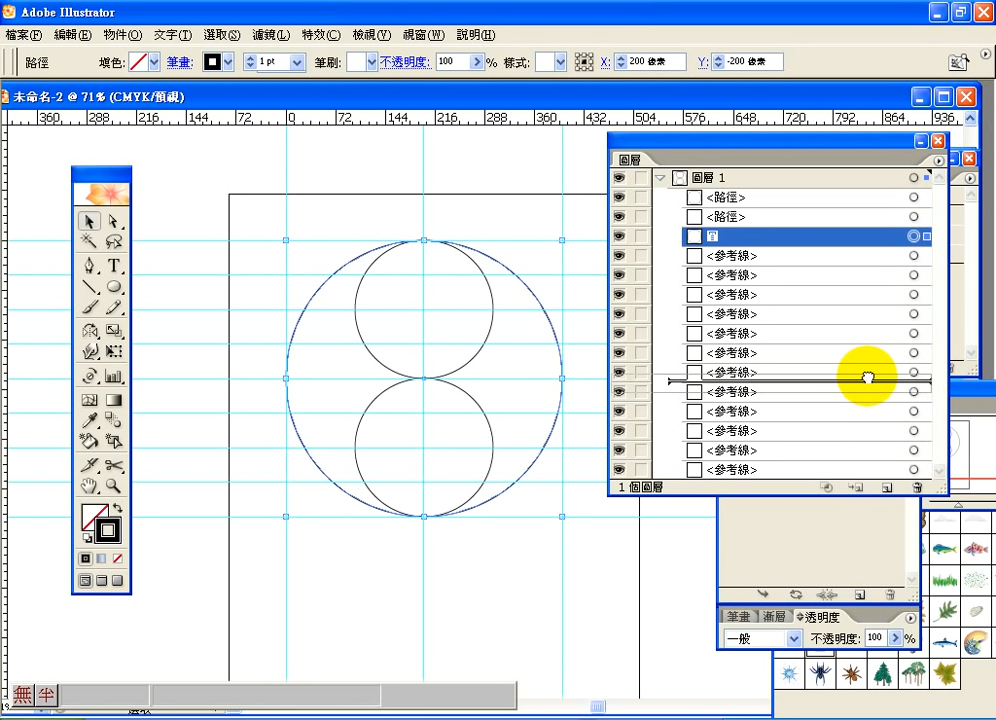 Adobe Illustrator
檔案(F) 編輯(E) 物件(O) 文字(T) 選取(S) 濾鏡(L) 特效(C) 檢視(V) 視窗(W) 說明(H)
路徑 填色: 筆畫: 1 pt 筆刷: 不透明度: 100 % 樣式: X: 200 像素 Y: -200 像素
未命名-2 @ 71% (CMYK/預視)
360 288 216 144 72 0 72 144 216 288 360 432 504 576 648 720 792 864 936
圖層
圖層 1
<路徑>
<路徑>
T
<參考線>
<參考線>
<參考線>
<參考線>
<參考線>
<參考線>
<參考線>
<參考線>
<參考線>
<參考線>
<參考線>
<參考線>
1 個圖層
筆畫 漸層 透明度
一般 不透明度: 100 %
無 半
選取